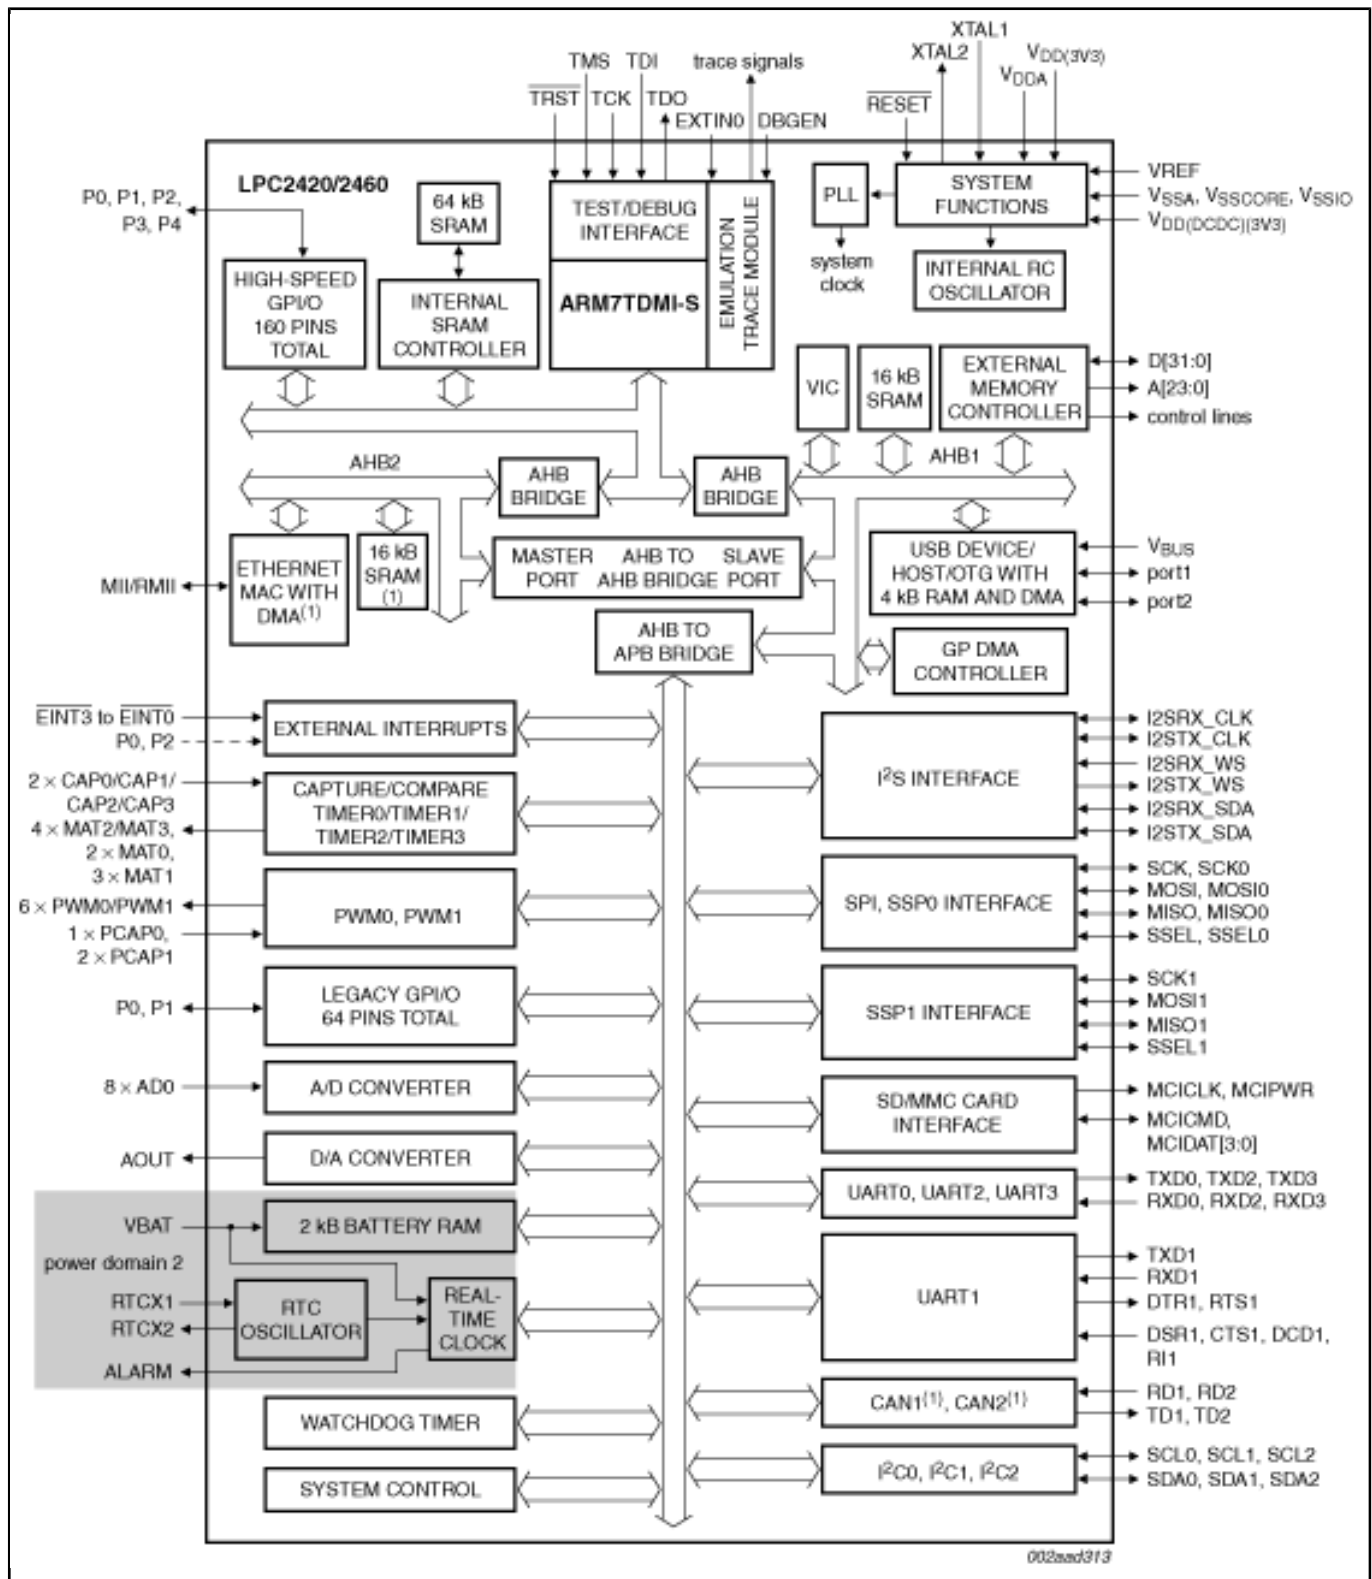 XTAL1
XTAL2
VDD(3V3)
VDDA
RESET
TMS TDI trace signals
TRST TCK TDO
EXTIN0 DBGEN
LPC2420/2460
P0, P1, P2,
P3, P4
64 kB
SRAM
TEST/DEBUG
INTERFACE
EMULATION
TRACE MODULE
PLL
SYSTEM
FUNCTIONS
VREF
VSSA, VSSCORE, VSSIO
VDD(DCDC)(3V3)
system
clock
INTERNAL RC
OSCILLATOR
HIGH-SPEED
GPI/O
160 PINS
TOTAL
INTERNAL
SRAM
CONTROLLER
ARM7TDMI-S
VIC
16 kB
SRAM
EXTERNAL
MEMORY
CONTROLLER
D[31:0]
A[23:0]
control lines
AHB2
AHB
BRIDGE
AHB
BRIDGE
AHB1
ETHERNET
MAC WITH
DMA(1)
MII/RMII
16 kB
SRAM
(1)
MASTER AHB TO SLAVE
PORT AHB BRIDGE PORT
USB DEVICE/
HOST/OTG WITH
4 kB RAM AND DMA
VBUS
port1
port2
AHB TO
APB BRIDGE
GP DMA
CONTROLLER
EINT3 to EINT0
P0, P2
EXTERNAL INTERRUPTS
2 × CAP0/CAP1/
CAP2/CAP3
4 × MAT2/MAT3,
2 × MAT0,
3 × MAT1
CAPTURE/COMPARE
TIMER0/TIMER1/
TIMER2/TIMER3
6 × PWM0/PWM1
1 × PCAP0,
2 × PCAP1
PWM0, PWM1
P0, P1
LEGACY GPI/O
64 PINS TOTAL
8 × AD0
A/D CONVERTER
AOUT
D/A CONVERTER
VBAT
2 kB BATTERY RAM
power domain 2
RTCX1
RTCX2
RTC
OSCILLATOR
REAL-
TIME
CLOCK
ALARM
WATCHDOG TIMER
SYSTEM CONTROL
I2S INTERFACE
I2SRX_CLK
I2STX_CLK
I2SRX_WS
I2STX_WS
I2SRX_SDA
I2STX_SDA
SPI, SSP0 INTERFACE
SCK, SCK0
MOSI, MOSI0
MISO, MISO0
SSEL, SSEL0
SSP1 INTERFACE
SCK1
MOSI1
MISO1
SSEL1
SD/MMC CARD
INTERFACE
MCICLK, MCIPWR
MCICMD,
MCIDAT[3:0]
UART0, UART2, UART3
TXD0, TXD2, TXD3
RXD0, RXD2, RXD3
UART1
TXD1
RXD1
DTR1, RTS1
DSR1, CTS1, DCD1,
RI1
CAN1(1), CAN2(1)
RD1, RD2
TD1, TD2
I2C0, I2C1, I2C2
SCL0, SCL1, SCL2
SDA0, SDA1, SDA2
002aad313